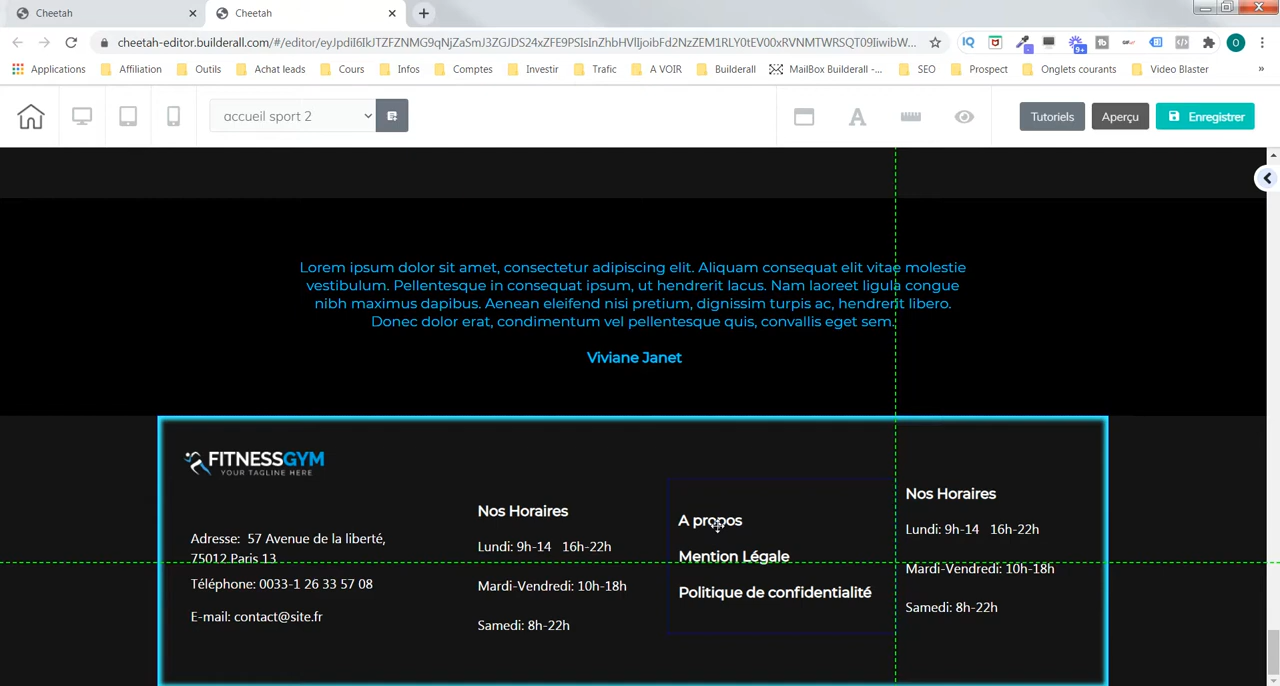 Cheetah
Cheetah
cheetah-editor.builderall.com/#/editor/
Applications Affiliation Outils Achat leads Cours Infos Comptes Investir Trafic A VOIR Builderall MailBox Builderall -... SEO Prospect Onglets courants Video Blaster »
accueil sport 2
Tutoriels
Aperçu
Enregistrer
Lorem ipsum dolor sit amet, consectetur adipiscing elit. Aliquam consequat elit vitae molestie
vestibulum. Pellentesque in consequat ipsum, ut hendrerit lacus. Nam laoreet ligula congue
nibh maximus dapibus. Aenean eleifend nisi pretium, dignissim turpis ac, hendrerit libero.
Donec dolor erat, condimentum vel pellentesque quis, convallis eget sem.
Viviane Janet
FITNESSGYM
YOUR TAGLINE HERE
Adresse: 57 Avenue de la liberté,
75012 Paris 13
Téléphone: 0033-1 26 33 57 08
E-mail: contact@site.fr
Nos Horaires
Lundi: 9h-14 16h-22h
Mardi-Vendredi: 10h-18h
Samedi: 8h-22h
A propos
Mention Légale
Politique de confidentialité
Nos Horaires
Lundi: 9h-14 16h-22h
Mardi-Vendredi: 10h-18h
Samedi: 8h-22h